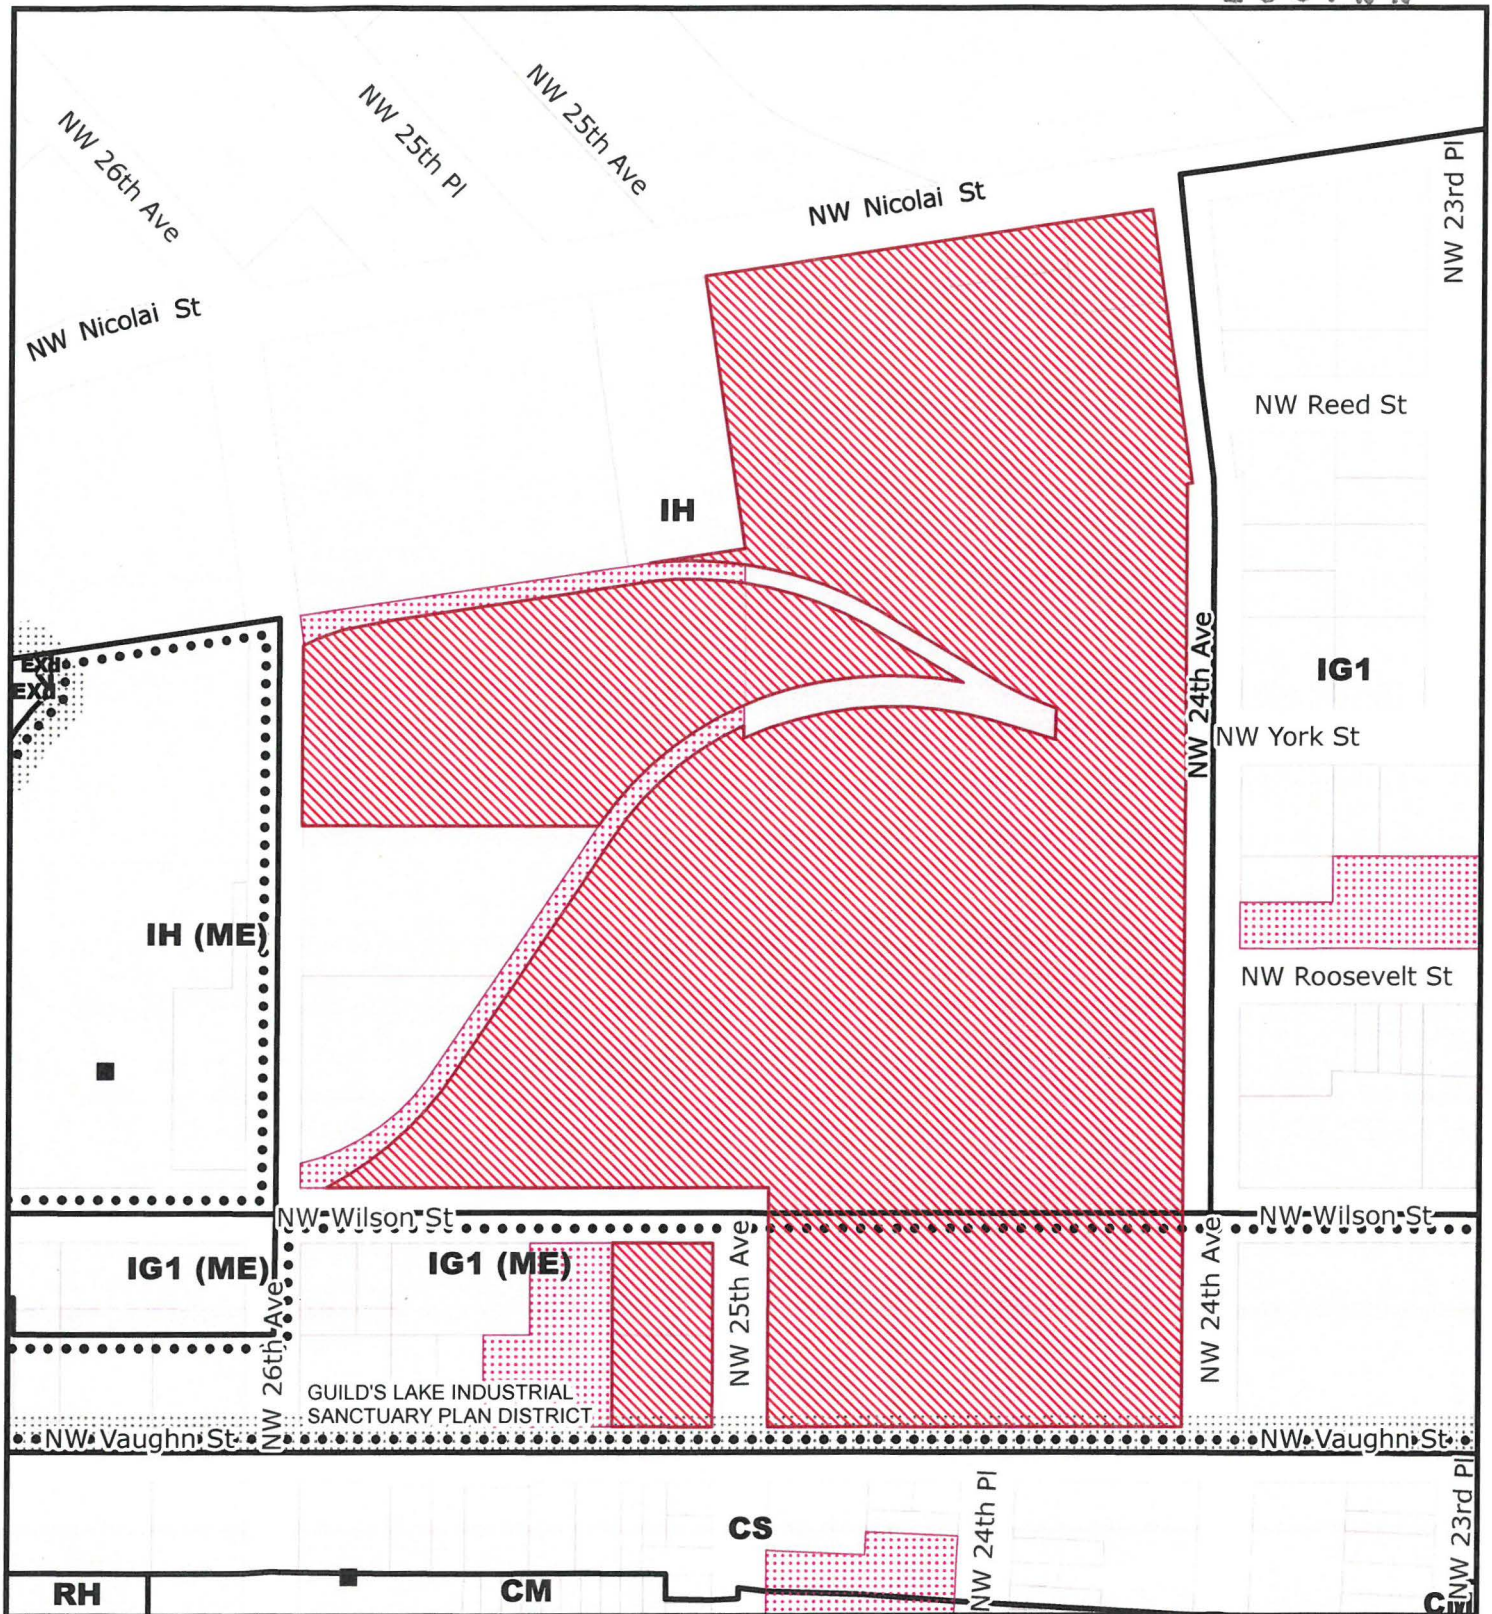 NW 26th Ave
NW 25th Pl
NW 25th Ave
NW Nicolai St
NW 23rd Pl
NW Nicolai St
NW Reed St
IH
NW 24th Ave
EXd
EXd
IG1
NW York St
IH (ME)
NW Roosevelt St
NW Wilson St
NW Wilson St
IG1 (ME)
IG1 (ME)
NW 26th Ave
NW 25th Ave
NW 24th Ave
GUILD'S LAKE INDUSTRIAL
SANCTUARY PLAN DISTRICT
NW Vaughn St
NW Vaughn St
NW 24th Pl
NW 23rd Pl
CS
RH
CM